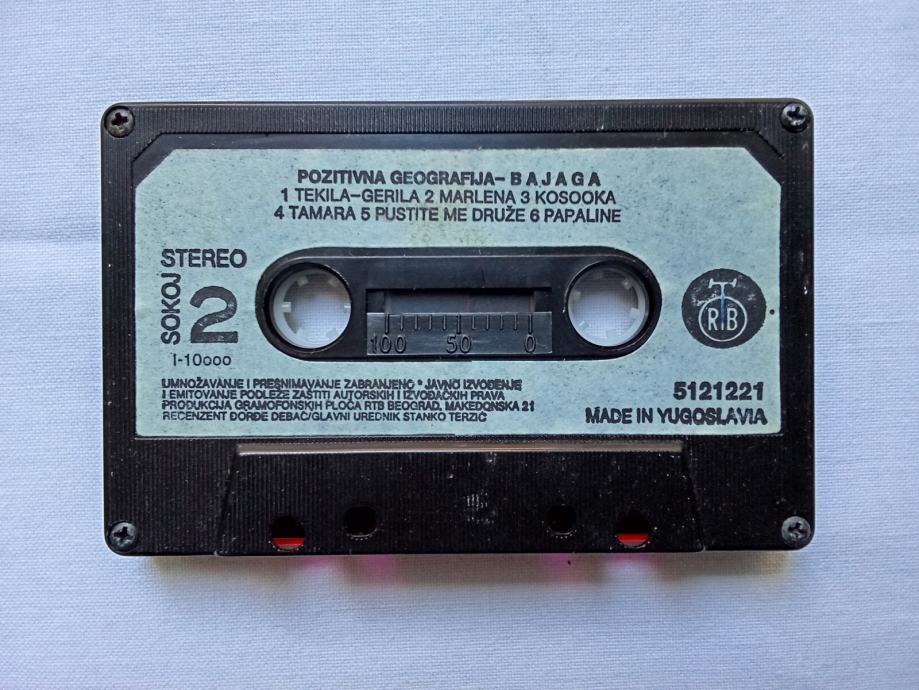 POZITIVNA GEOGRAFIJA- BAJAGA
1 TEKILA-GERILA 2 MARLENA 3 KOSOOKA
4 TAMARA 5 PUSTITE ME DRUŽE 6 PAPALINE
STEREO
SOKOJ
2
I-10000
RTB
100 50 0
UMNOŽAVANJE I PRESNIMAVANJE ZABRANJENO * JAVNO IZVOĐENJE
I EMITOVANJE PODLEŽE ZAŠTITI AUTORSKIH I IZVOĐAČKIH PRAVA
PRODUKCIJA GRAMOFONSKIH PLOČA RTB BEOGRAD, MAKEDONSKA 21
RECENZENT ĐORĐE DEBAČ/GLAVNI UREDNIK STANKO TERZIĆ
5121221
MADE IN YUGOSLAVIA